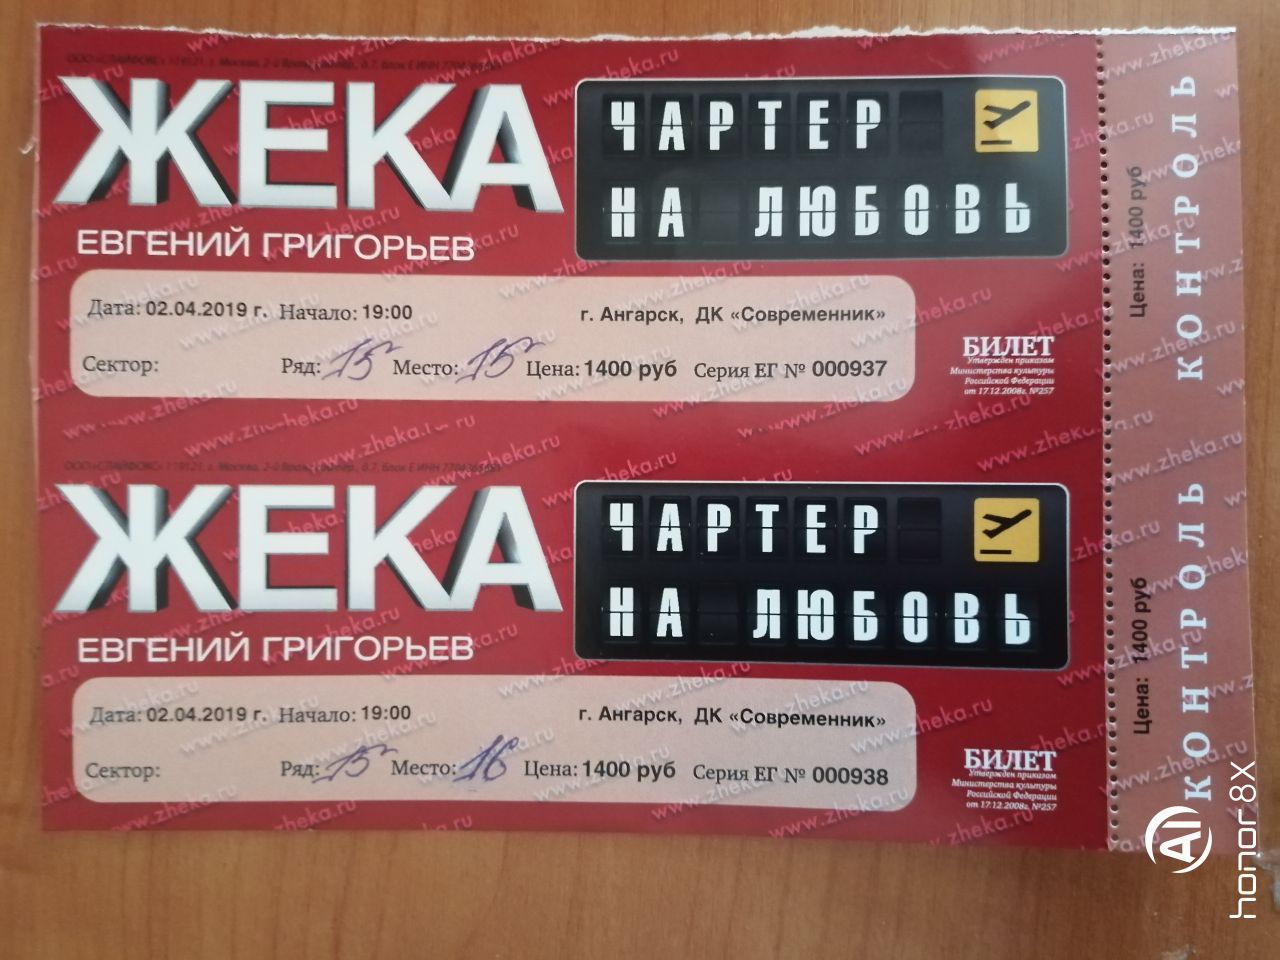 www.zheka.ru
ЖЕКА
ЕВГЕНИЙ ГРИГОРЬЕВ
ЧАРТЕР
НА ЛЮБОВЬ
Дата: 02.04.2019 г. Начало: 19:00 г. Ангарск, ДК «Современник»
Сектор: Ряд: 15 Место: 15 Цена: 1400 руб Серия ЕГ № 000937
БИЛЕТ
Утвержден приказом
Министерства культуры
Российской Федерации
от 17.12.2008г. №257
Цена: 1400 руб
КОНТРОЛЬ
ЖЕКА
ЕВГЕНИЙ ГРИГОРЬЕВ
ЧАРТЕР
НА ЛЮБОВЬ
Дата: 02.04.2019 г. Начало: 19:00 г. Ангарск, ДК «Современник»
Сектор: Ряд: 15 Место: 16 Цена: 1400 руб Серия ЕГ № 000938
БИЛЕТ
Утвержден приказом
Министерства культуры
Российской Федерации
от 17.12.2008г. №257
Цена: 1400 руб
КОНТРОЛЬ
AI
honor 8X